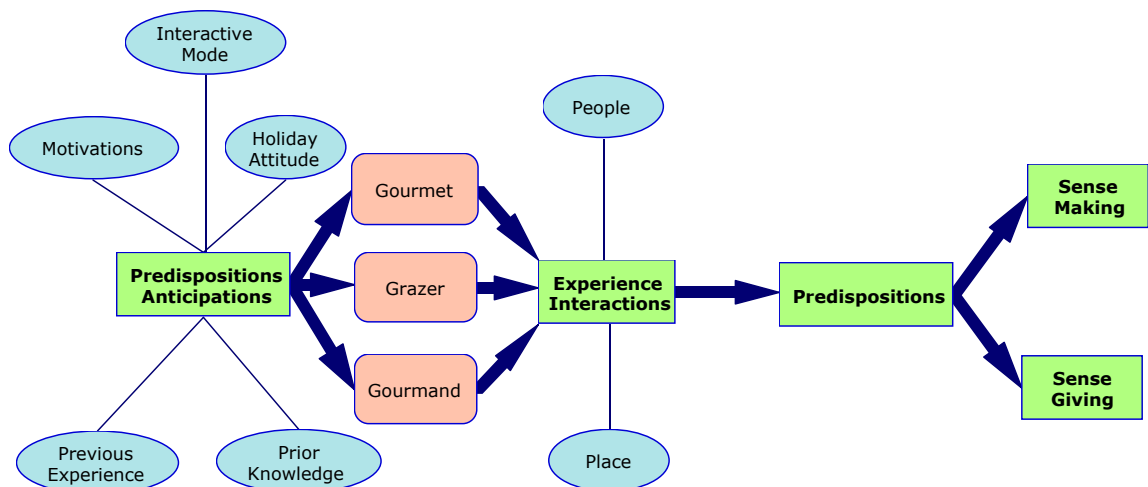 Interactive
Mode
Motivations
Holiday
Attitude
People
Gourmet
Sense
Making
Predispositions
Anticipations
Grazer
Experience
Interactions
Predispositions
Gourmand
Sense
Giving
Previous
Experience
Prior
Knowledge
Place